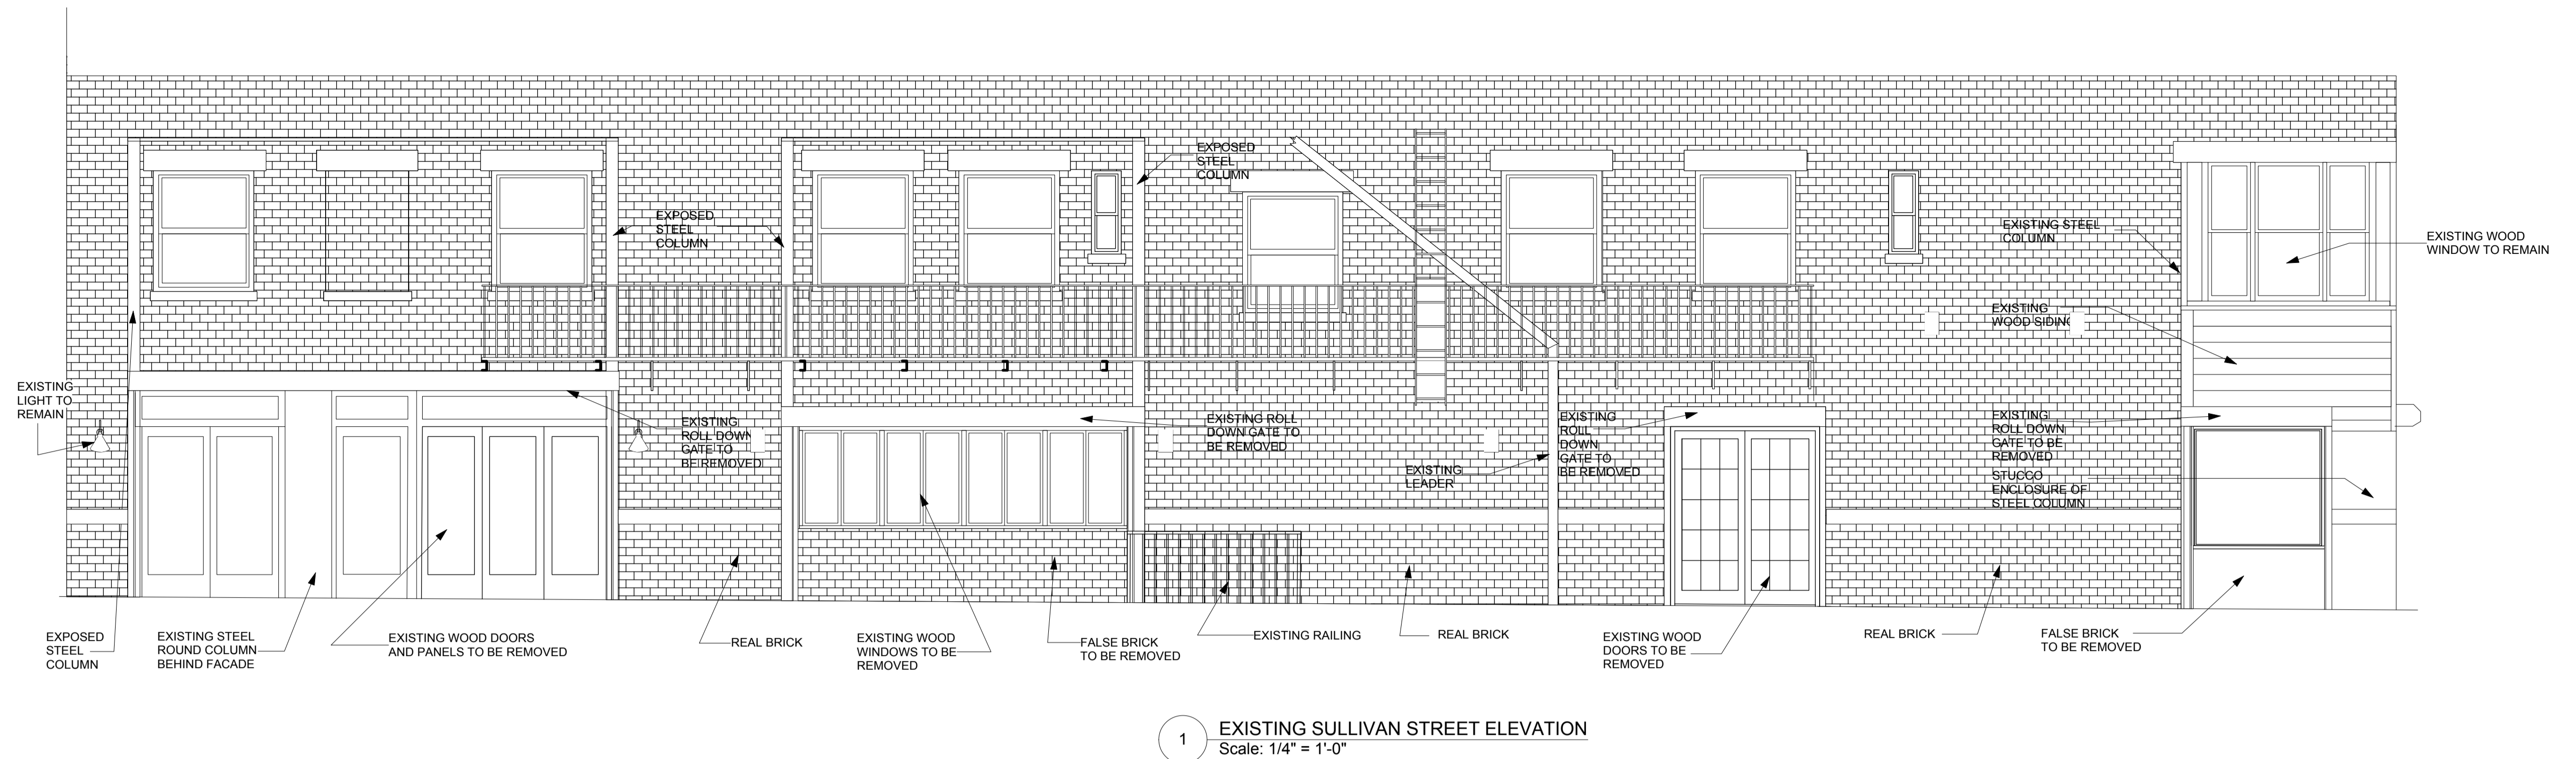 EXPOSED
STEEL
COLUMN
EXPOSED
STEEL
COLUMN
EXISTING STEEL
COLUMN
EXISTING WOOD
WINDOW TO REMAIN
EXISTING
WOOD SIDING
EXISTING
LIGHT TO
REMAIN
EXISTING
ROLL DOWN
GATE TO
BE REMOVED
EXISTING ROLL
DOWN GATE TO
BE REMOVED
EXISTING
LEADER
EXISTING
ROLL
DOWN
GATE TO
BE REMOVED
EXISTING
ROLL DOWN
GATE TO BE
REMOVED
STUCCO
ENCLOSURE OF
STEEL COLUMN
EXPOSED
STEEL
COLUMN
EXISTING STEEL
ROUND COLUMN
BEHIND FACADE
EXISTING WOOD DOORS
AND PANELS TO BE REMOVED
REAL BRICK
EXISTING WOOD
WINDOWS TO BE
REMOVED
FALSE BRICK
TO BE REMOVED
EXISTING RAILING
REAL BRICK
EXISTING WOOD
DOORS TO BE
REMOVED
REAL BRICK
FALSE BRICK
TO BE REMOVED
1
EXISTING SULLIVAN STREET ELEVATION
Scale: 1/4" = 1'-0"